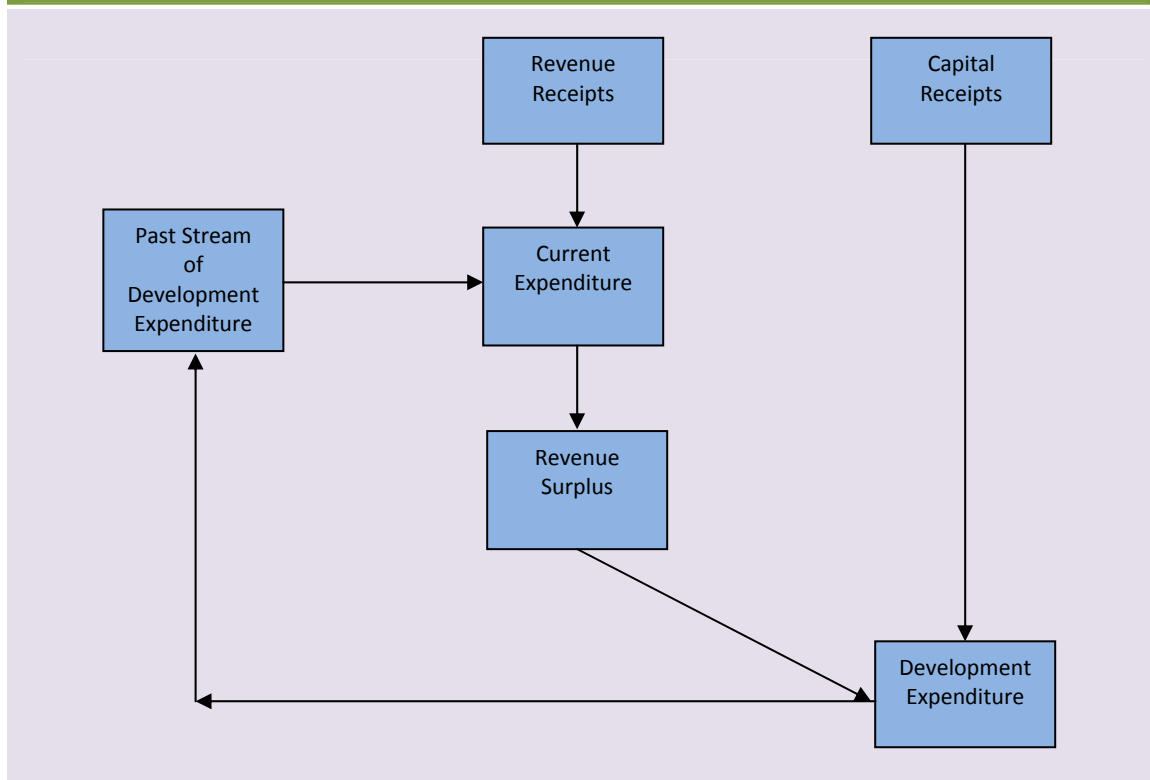 Revenue
Receipts
Capital
Receipts
Past Stream
of
Development
Expenditure
Current
Expenditure
Revenue
Surplus
Development
Expenditure